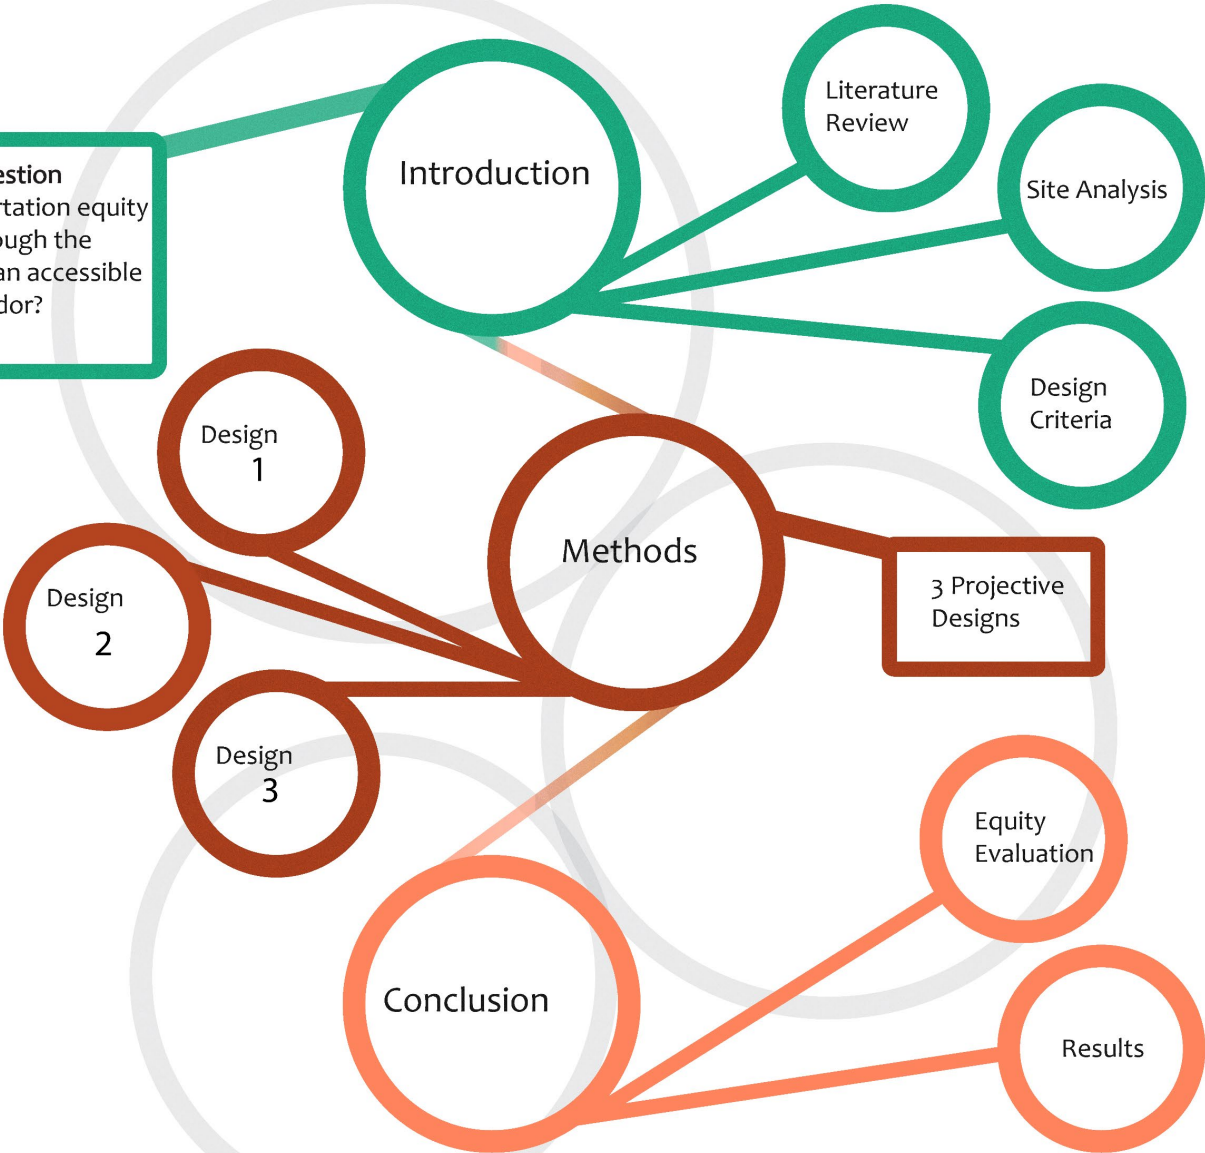 Introduction
Literature
Review
Site Analysis
Design
Criteria
estion
rtation equity
ough the
an accessible
dor?
Design
1
Design
2
Design
3
Methods
3 Projective
Designs
Conclusion
Equity
Evaluation
Results